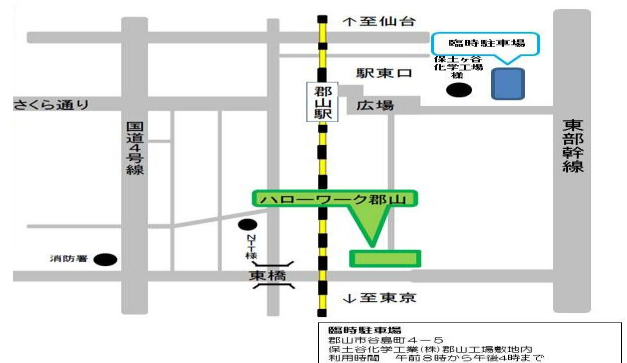 ↑至仙台
臨時駐車場
保土ヶ谷
化学工場
様
駅東口
広場
さくら通り
郡山駅
国道4号線
東部幹線
ハローワーク郡山
NTT様
消防署
東橋
↓至東京
臨時駐車場
郡山市谷島町4－5
保土谷化学工業(株)郡山工場敷地内
利用時間　午前8時から午後4時まで